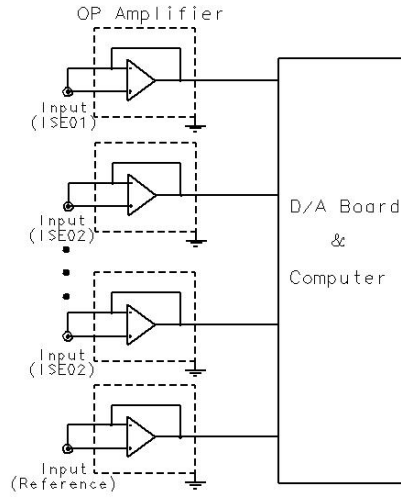 OP Amplifier
Input
(ISE01)
Input
(ISE02)
D/A Board
&
Computer
Input
(ISE02)
Input
(Reference)